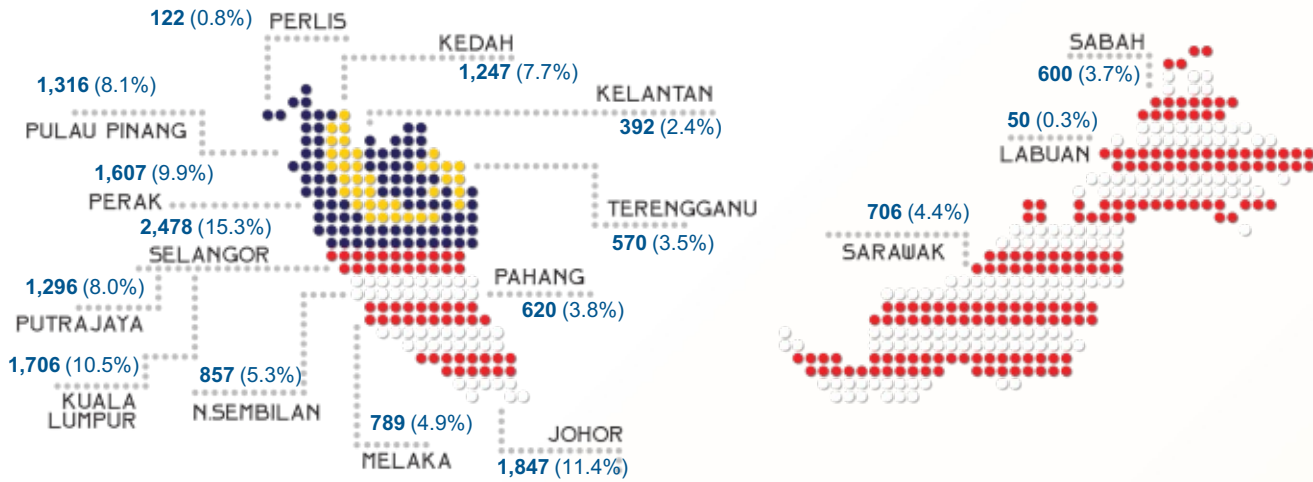 122 (0.8%)
PERLIS
KEDAH
1,247 (7.7%)
1,316 (8.1%)
PULAU PINANG
KELANTAN
392 (2.4%)
1,607 (9.9%)
PERAK
TERENGGANU
570 (3.5%)
2,478 (15.3%)
SELANGOR
PAHANG
620 (3.8%)
1,296 (8.0%)
PUTRAJAYA
1,706 (10.5%)
KUALA
LUMPUR
857 (5.3%)
N.SEMBILAN
789 (4.9%)
MELAKA
JOHOR
1,847 (11.4%)
SABAH
600 (3.7%)
50 (0.3%)
LABUAN
706 (4.4%)
SARAWAK